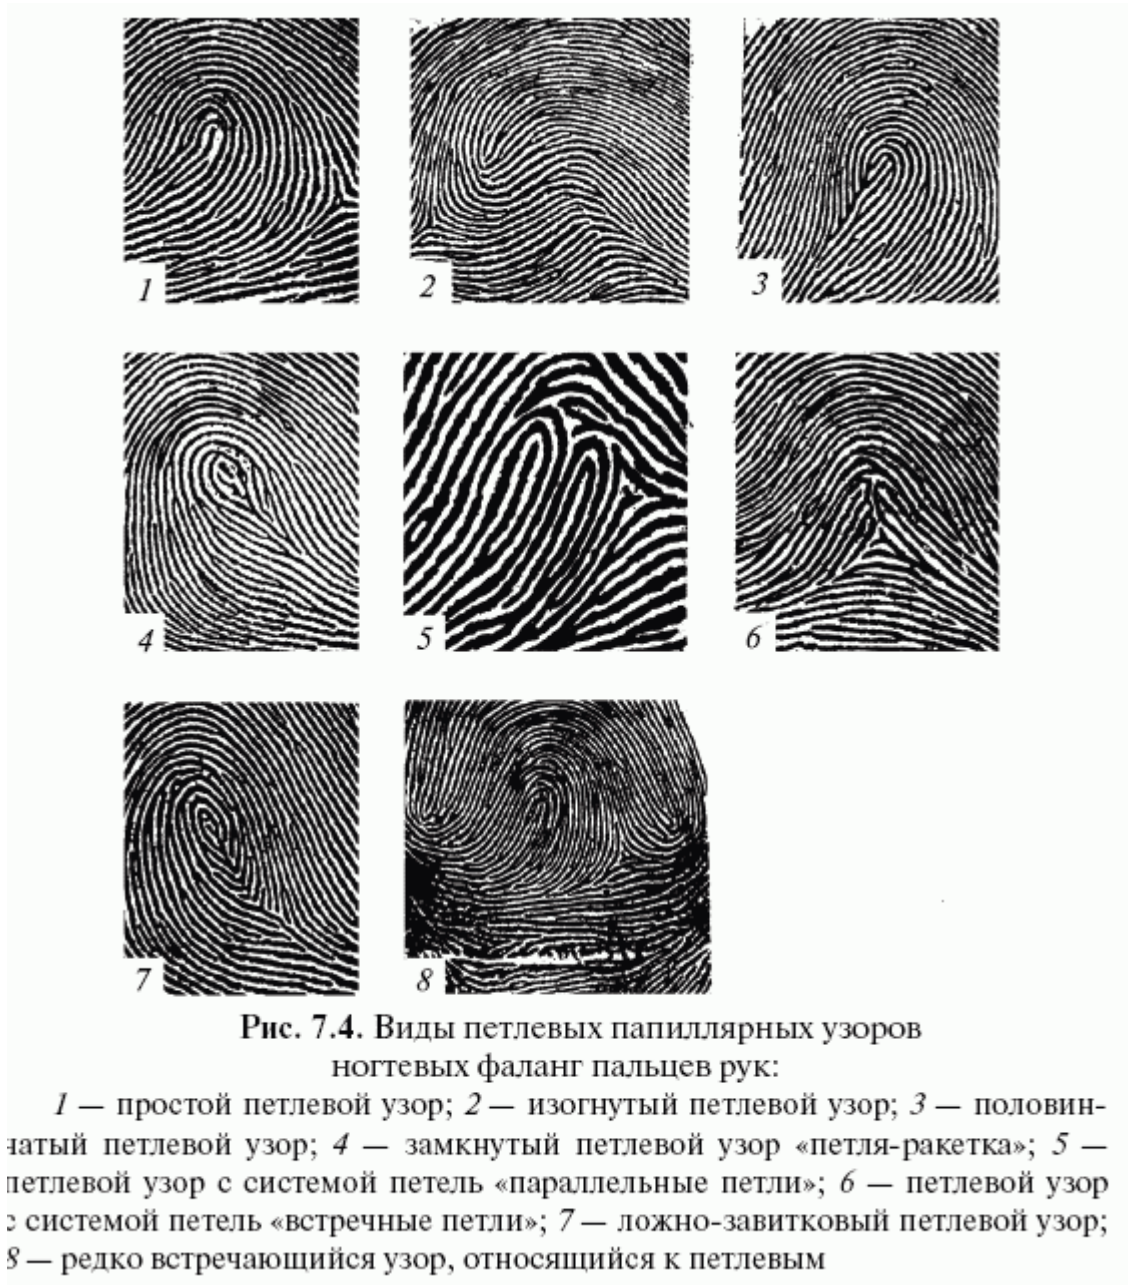 1
2
3
4
5
6
7
8
Рис. 7.4. Виды петлевых папиллярных узоров
ногтевых фаланг пальцев рук:
1 — простой петлевой узор; 2 — изогнутый петлевой узор; 3 — половин-
чатый петлевой узор; 4 — замкнутый петлевой узор «петля-ракетка»; 5 —
петлевой узор с системой петель «параллельные петли»; 6 — петлевой узор
с системой петель «встречные петли»; 7 — ложно-завитковый петлевой узор;
8 — редко встречающийся узор, относящийся к петлевым